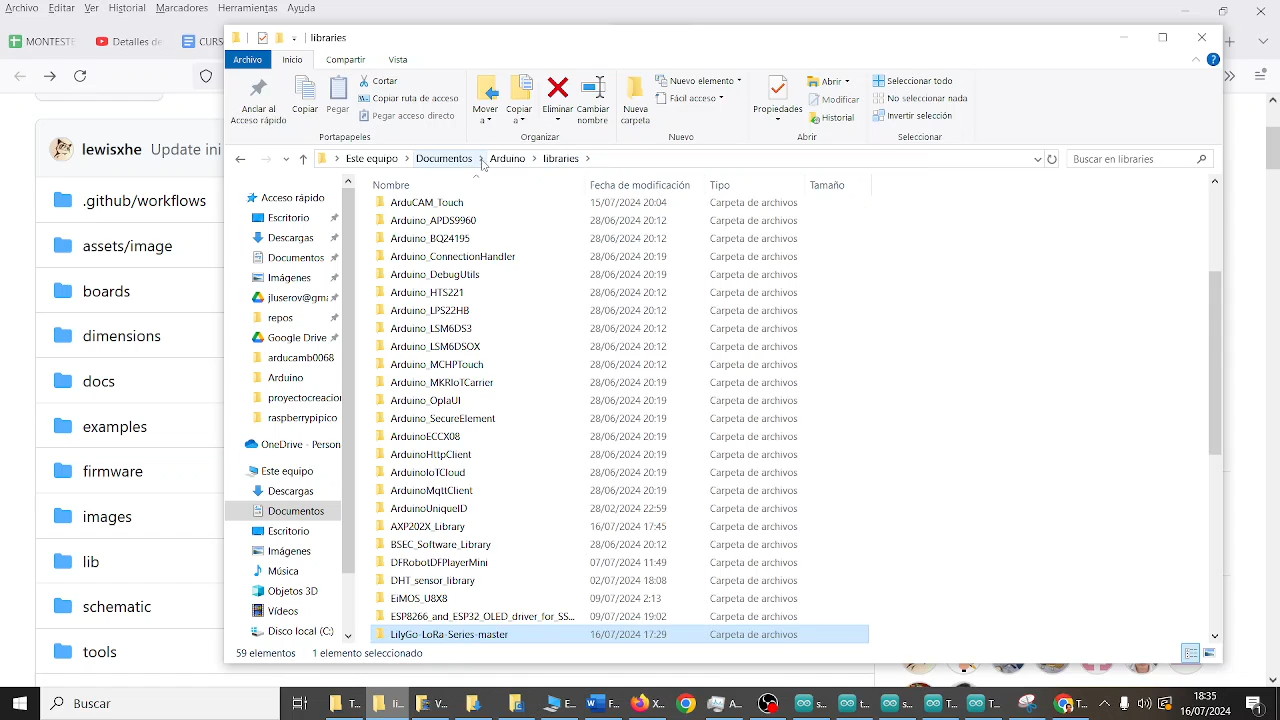 Archivo Editar Ver Historial Marcadores Herramientas Ayuda
MONTESTE Detalles de CURS
libraries
Archivo Inicio Compartir Vista
Anclar al Acceso rápido
Copiar
Pegar
Cortar
Copiar ruta de acceso
Pegar acceso directo
Mover a
Copiar a
Eliminar
Cambiar nombre
Nueva carpeta
Nuevo elemento
Fácil acceso
Propiedades
Abrir
Modificar
Historial
Seleccionar todo
No seleccionar nada
Invertir selección
Portapapeles Organizar Nuevo Abrir Seleccionar
Este equipo > Documentos > Arduino > libraries >
Buscar en libraries
lewisxhe Update ini
.github/workflows
assets/image
boards
dimensions
docs
examples
firmware
images
lib
schematic
tools
Acceso rápido
Escritorio
Descargas
Documentos
Imágenes
jluserov@gma
repos
Google Drive
arducamb0068
Arduino
proyectocreacion
raspberrypipico
OneDrive - Person
Este equipo
Descargas
Documentos
Escritorio
Imágenes
Música
Objetos 3D
Vídeos
Disco local (C:)
Nombre Fecha de modificación Tipo Tamaño
ArduCAM_Touch 15/07/2024 20:04 Carpeta de archivos
Arduino_APDS9960 28/06/2024 20:12 Carpeta de archivos
Arduino_BQ24195 28/06/2024 20:12 Carpeta de archivos
Arduino_ConnectionHandler 28/06/2024 20:19 Carpeta de archivos
Arduino_DebugUtils 28/06/2024 20:19 Carpeta de archivos
Arduino_HTS221 28/06/2024 20:12 Carpeta de archivos
Arduino_LPS22HB 28/06/2024 20:12 Carpeta de archivos
Arduino_LSM6DS3 28/06/2024 20:12 Carpeta de archivos
Arduino_LSM6DSOX 28/06/2024 20:12 Carpeta de archivos
Arduino_MCHPTouch 28/06/2024 20:12 Carpeta de archivos
Arduino_MKRIoTCarrier 28/06/2024 20:19 Carpeta de archivos
Arduino_OplaUI 28/06/2024 20:19 Carpeta de archivos
Arduino_SecureElement 28/06/2024 20:19 Carpeta de archivos
ArduinoECCX08 28/06/2024 20:19 Carpeta de archivos
ArduinoHttpClient 28/06/2024 20:19 Carpeta de archivos
ArduinoIoTCloud 28/06/2024 20:19 Carpeta de archivos
ArduinoMqttClient 28/06/2024 20:19 Carpeta de archivos
ArduinoUniqueID 28/02/2024 22:59 Carpeta de archivos
AXP202X_Library 16/07/2024 17:45 Carpeta de archivos
BSEC_Software_Library 28/06/2024 20:12 Carpeta de archivos
DFRobotDFPlayerMini 07/07/2024 11:49 Carpeta de archivos
DHT_sensor_library 02/07/2024 18:08 Carpeta de archivos
EiMOS_U8X8 09/07/2024 2:13 Carpeta de archivos
ESP8266_and_ESP32_OLED_driver_for_SS... 09/07/2024 19:02 Carpeta de archivos
LilyGo-LoRa-Series-master 16/07/2024 17:29 Carpeta de archivos
59 elementos 1 elemento seleccionado
Buscar
T... V... E... W... X... A... S... T... T... T...
18:35
16/07/2024
1